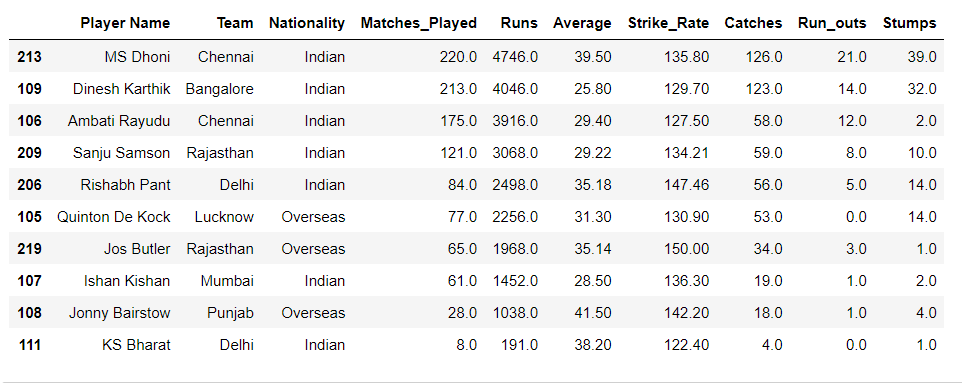 Player Name Team Nationality Matches_Played Runs Average Strike_Rate Catches Run_outs Stumps
213 MS Dhoni Chennai Indian 220.0 4746.0 39.50 135.80 126.0 21.0 39.0
109 Dinesh Karthik Bangalore Indian 213.0 4046.0 25.80 129.70 123.0 14.0 32.0
106 Ambati Rayudu Chennai Indian 175.0 3916.0 29.40 127.50 58.0 12.0 2.0
209 Sanju Samson Rajasthan Indian 121.0 3068.0 29.22 134.21 59.0 8.0 10.0
206 Rishabh Pant Delhi Indian 84.0 2498.0 35.18 147.46 56.0 5.0 14.0
105 Quinton De Kock Lucknow Overseas 77.0 2256.0 31.30 130.90 53.0 0.0 14.0
219 Jos Butler Rajasthan Overseas 65.0 1968.0 35.14 150.00 34.0 3.0 1.0
107 Ishan Kishan Mumbai Indian 61.0 1452.0 28.50 136.30 19.0 1.0 2.0
108 Jonny Bairstow Punjab Overseas 28.0 1038.0 41.50 142.20 18.0 1.0 4.0
111 KS Bharat Delhi Indian 8.0 191.0 38.20 122.40 4.0 0.0 1.0